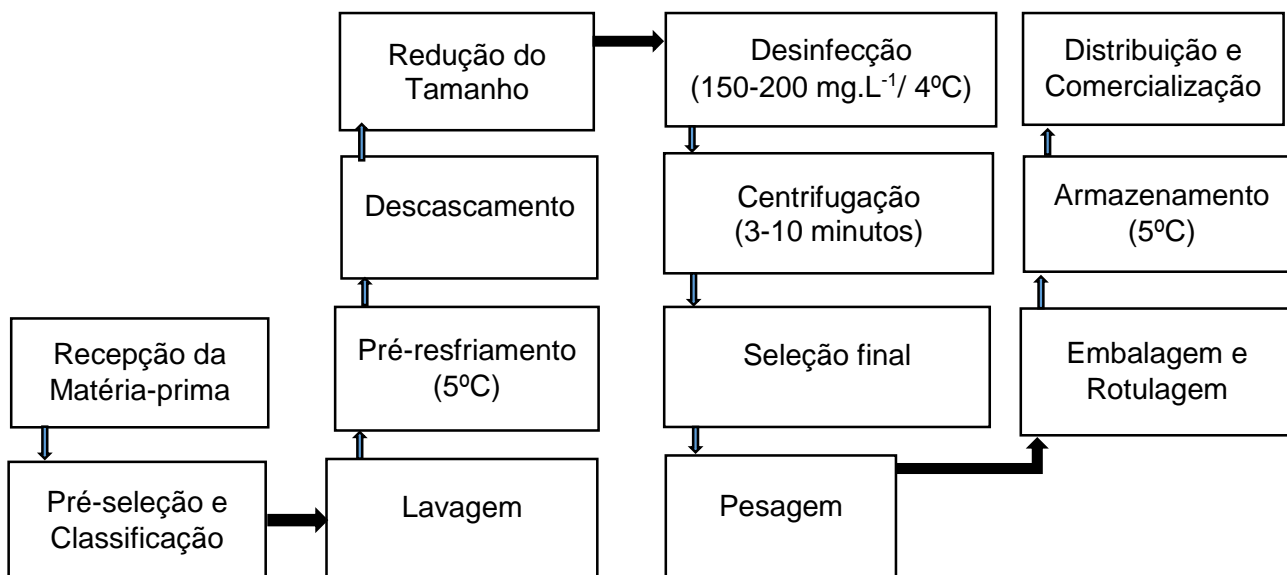 Recepção da
Matéria-prima
Pré-seleção e
Classificação
Lavagem
Pré-resfriamento
(5ºC)
Descascamento
Redução do
Tamanho
Desinfecção
(150-200 mg.L⁻¹/ 4ºC)
Centrifugação
(3-10 minutos)
Seleção final
Pesagem
Embalagem e
Rotulagem
Armazenamento
(5ºC)
Distribuição e
Comercialização